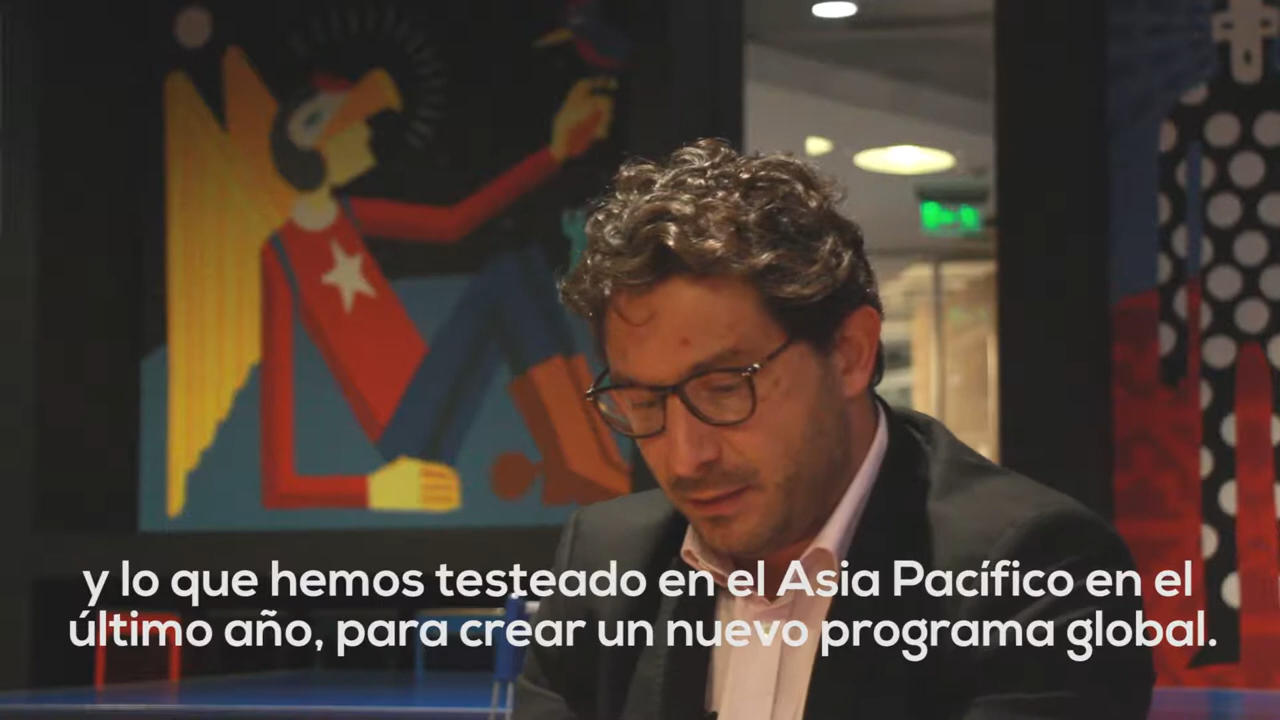 y lo que hemos testeado en el Asia Pacífico en el
último año, para crear un nuevo programa global.